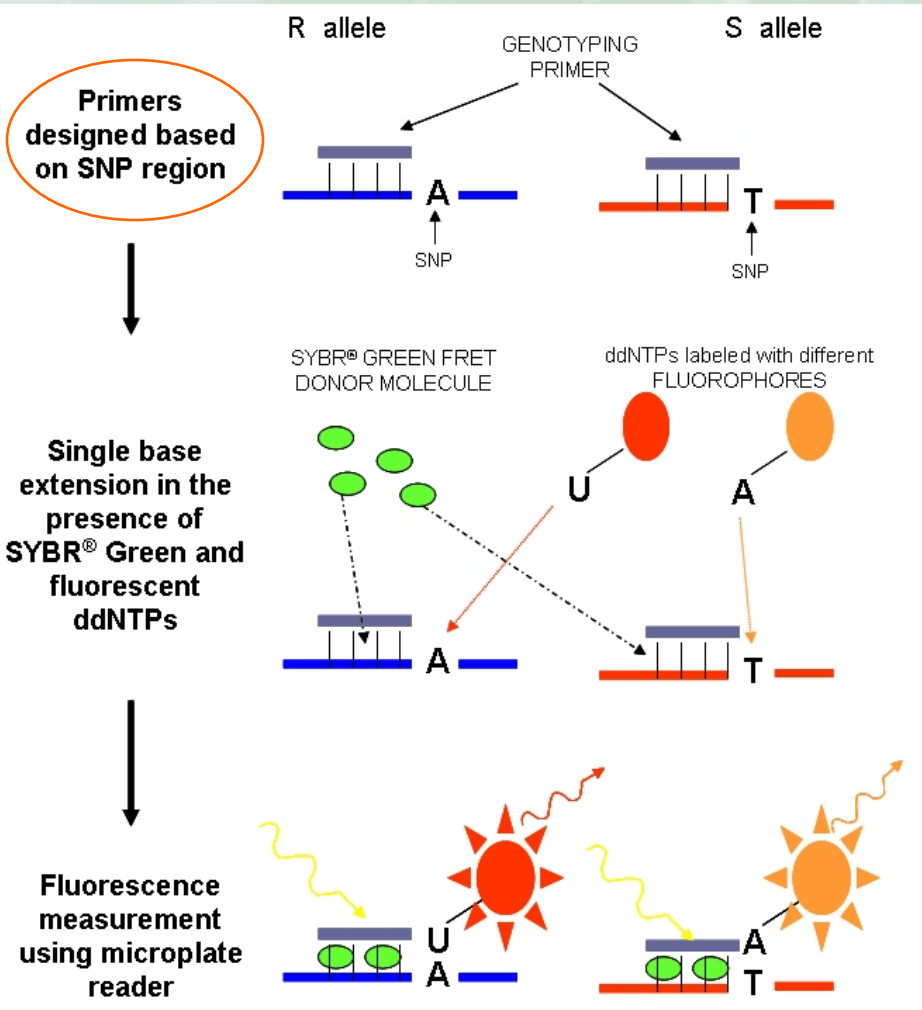 R allele
S allele
GENOTYPING
PRIMER
Primers
designed based
on SNP region
A
T
SNP
SNP
SYBR® GREEN FRET
DONOR MOLECULE
ddNTPs labeled with different
FLUOROPHORES
Single base
extension in the
presence of
SYBR® Green and
fluorescent
ddNTPs
U
A
A
T
Fluorescence
measurement
using microplate
reader
U
A
A
T